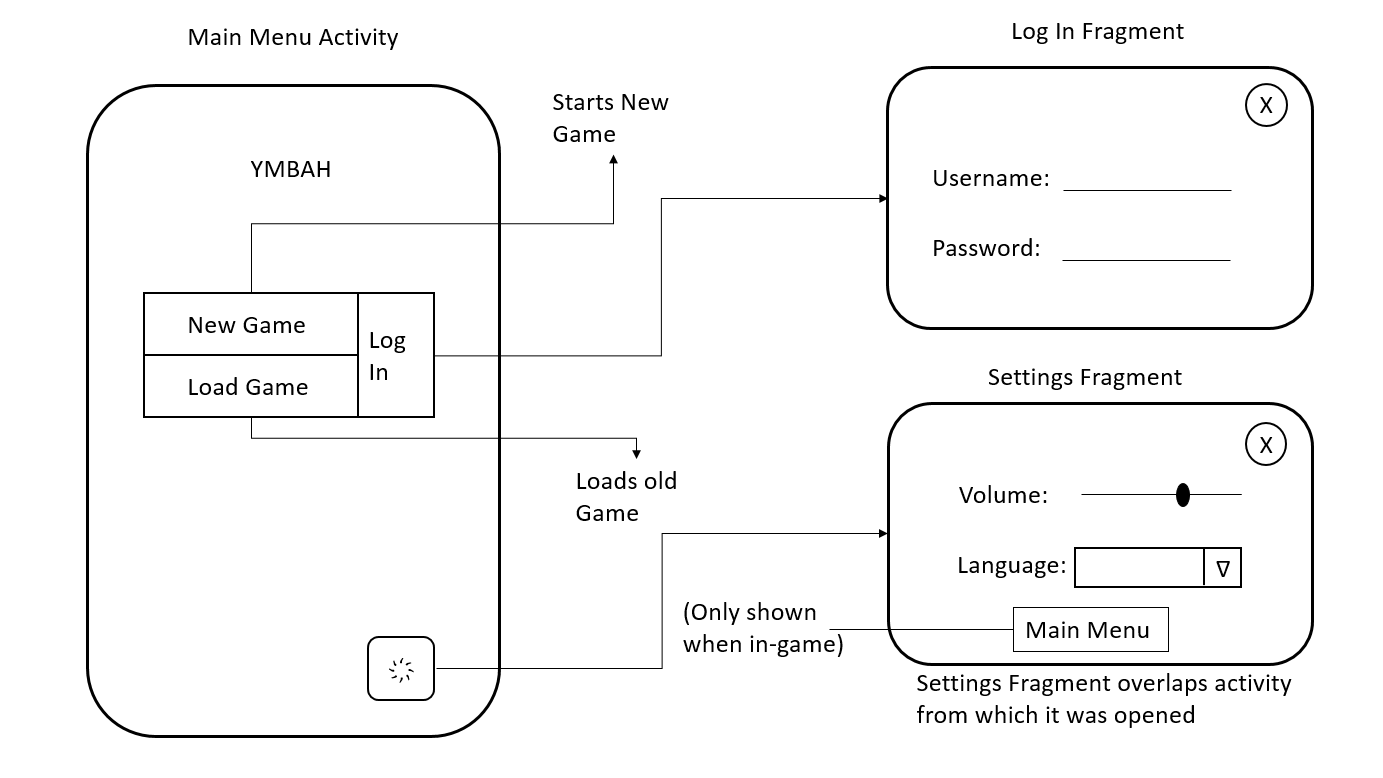 Main Menu Activity
YMBAH
New Game
Load Game
Log
In
Starts New
Game
Loads old
Game
Log In Fragment
X
Username:
Password:
Settings Fragment
X
Volume:
Language:
Main Menu
(Only shown
when in-game)
Settings Fragment overlaps activity
from which it was opened